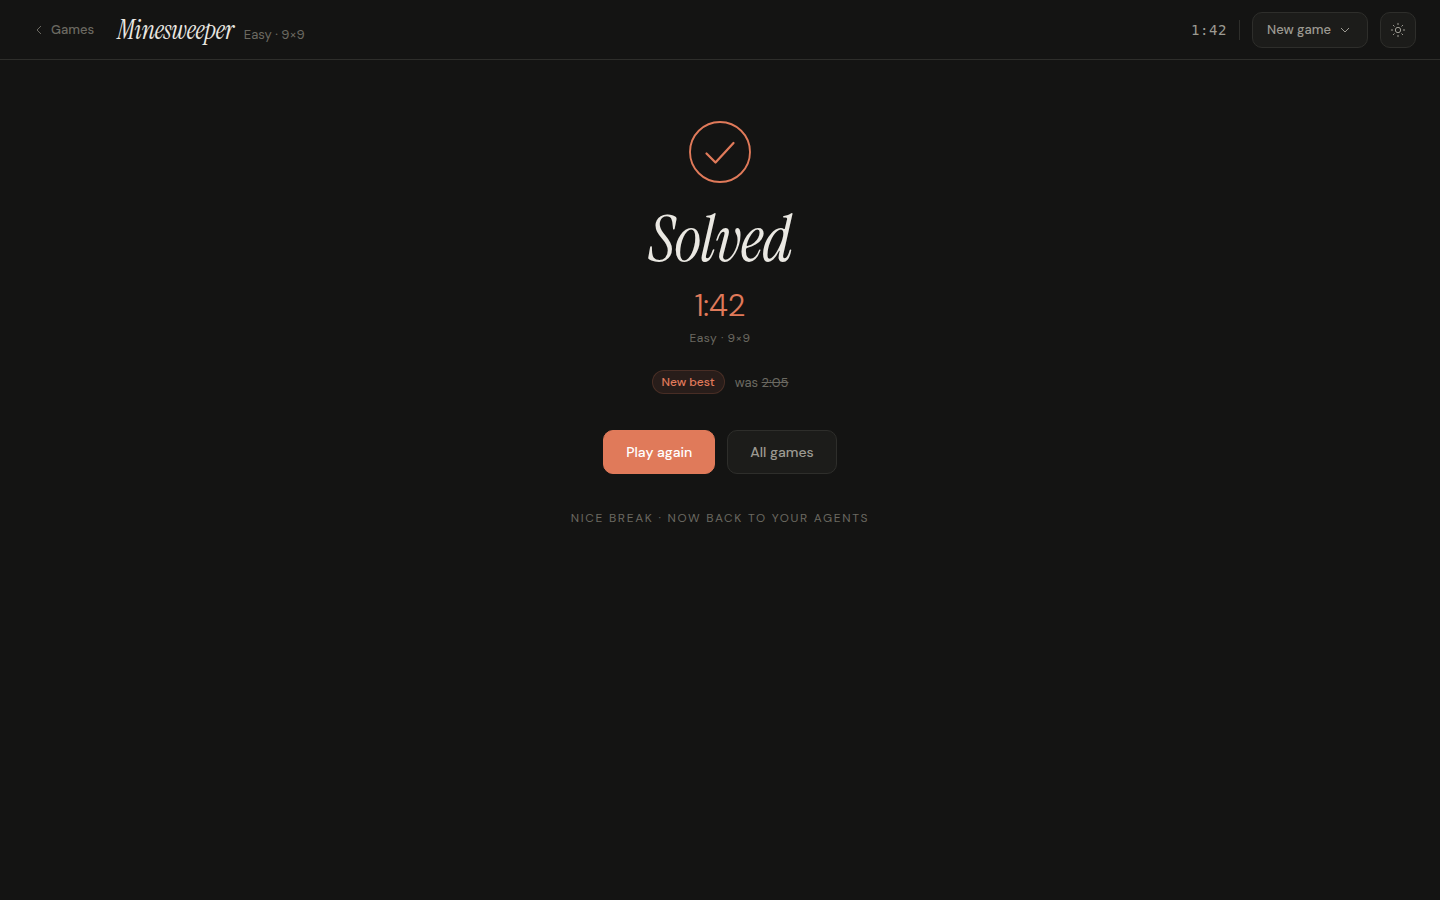 Games
Minesweeper Easy · 9×9
1:42
New game
Solved
1:42
Easy · 9×9
New best was 2:05
Play again
All games
NICE BREAK · NOW BACK TO YOUR AGENTS